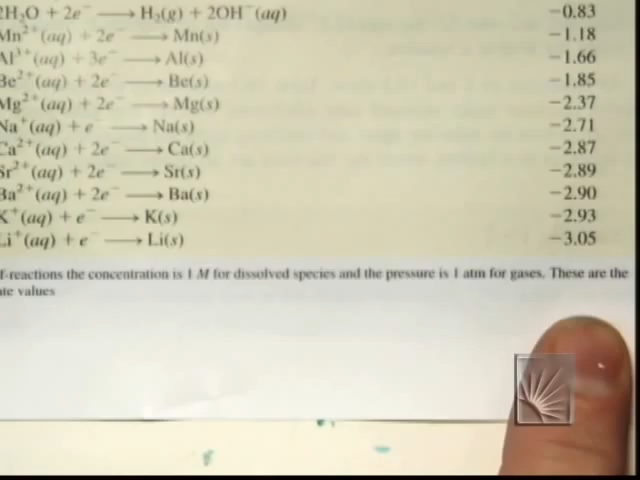 2H₂O + 2e⁻ ⟶ H₂(g) + 2OH⁻(aq) −0.83
Mn²⁺(aq) + 2e⁻ ⟶ Mn(s) −1.18
Al³⁺(aq) + 3e⁻ ⟶ Al(s) −1.66
Be²⁺(aq) + 2e⁻ ⟶ Be(s) −1.85
Mg²⁺(aq) + 2e⁻ ⟶ Mg(s) −2.37
Na⁺(aq) + e⁻ ⟶ Na(s) −2.71
Ca²⁺(aq) + 2e⁻ ⟶ Ca(s) −2.87
Sr²⁺(aq) + 2e⁻ ⟶ Sr(s) −2.89
Ba²⁺(aq) + 2e⁻ ⟶ Ba(s) −2.90
K⁺(aq) + e⁻ ⟶ K(s) −2.93
Li⁺(aq) + e⁻ ⟶ Li(s) −3.05
f-reactions the concentration is 1 M for dissolved species and the pressure is 1 atm for gases. These are the
te values